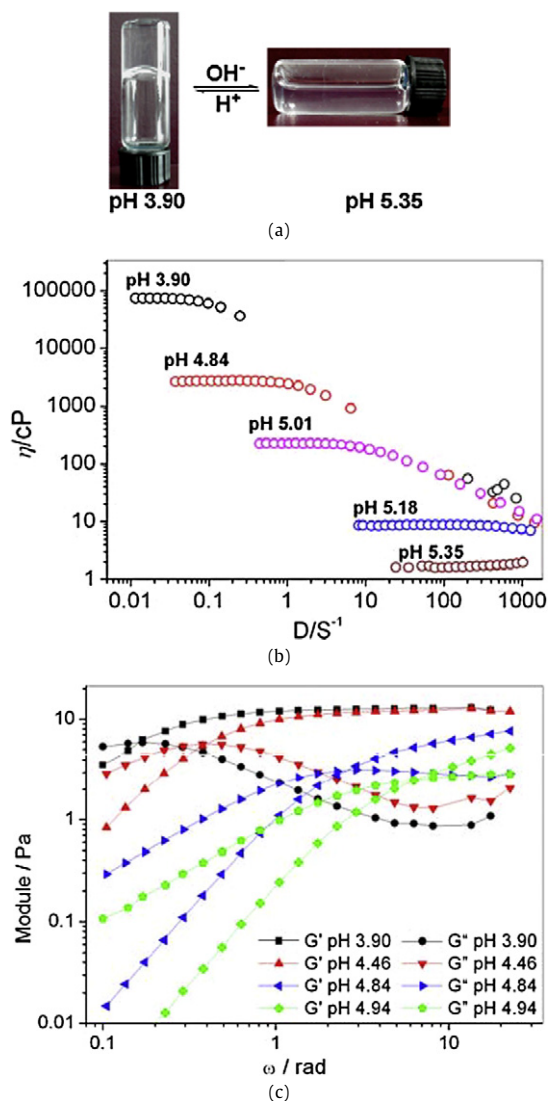 OH-
H+
pH 3.90 pH 5.35
(a)
100000
10000
1000
100
10
1
η/cP
pH 3.90
pH 4.84
pH 5.01
pH 5.18
pH 5.35
0.01 0.1 1 10 100 1000
D/S-1
(b)
10
1
0.1
0.01
Module / Pa
G' pH 3.90 G" pH 3.90
G' pH 4.46 G" pH 4.46
G' pH 4.84 G" pH 4.84
G' pH 4.94 G" pH 4.94
0.1 1 10
ω / rad
(c)